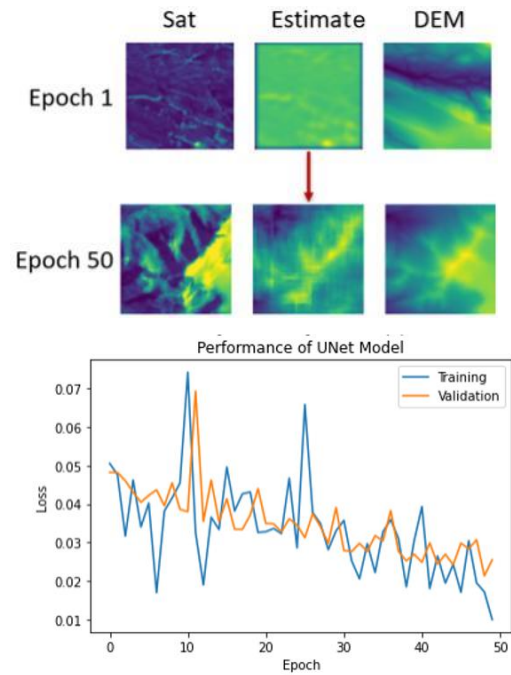 Sat Estimate DEM
Epoch 1
Epoch 50
Performance of UNet Model
Training
Validation
Loss
0.07
0.06
0.05
0.04
0.03
0.02
0.01
0 10 20 30 40 50
Epoch